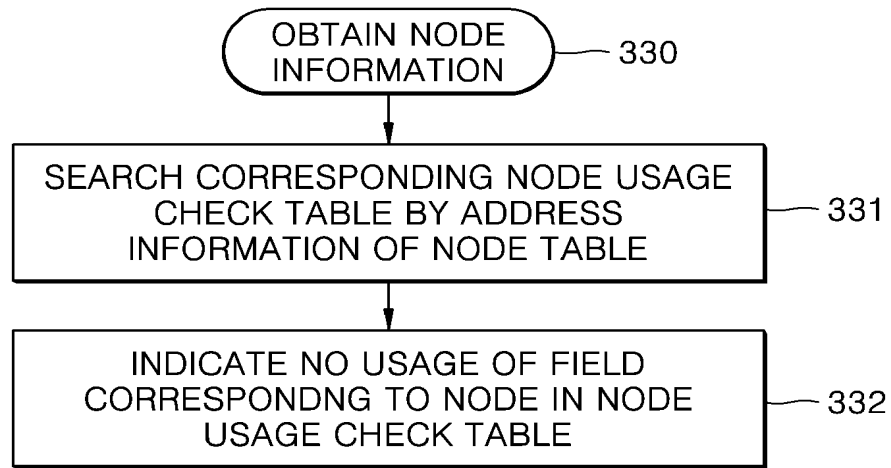 OBTAIN NODE
INFORMATION
330
SEARCH CORRESPONDING NODE USAGE
CHECK TABLE BY ADDRESS
INFORMATION OF NODE TABLE
331
INDICATE NO USAGE OF FIELD
CORRESPONDNG TO NODE IN NODE
USAGE CHECK TABLE
332